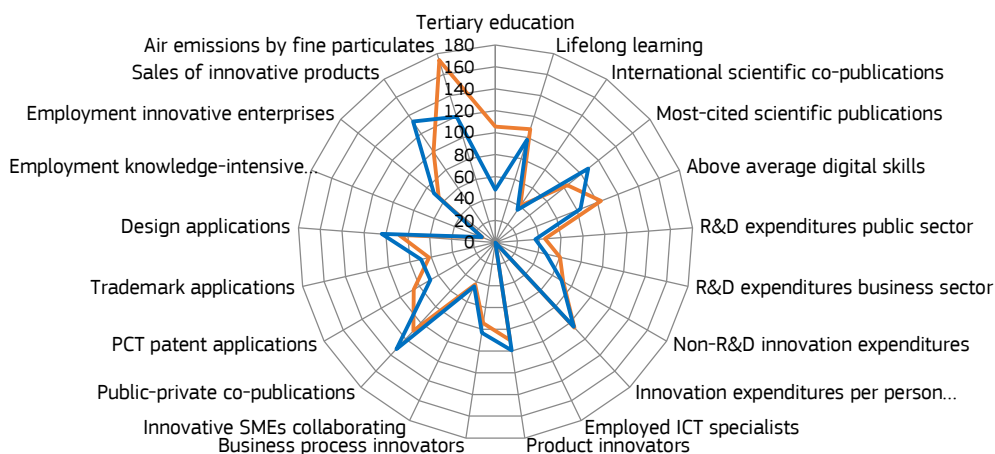 Tertiary education
Lifelong learning
International scientific co-publications
Most-cited scientific publications
Above average digital skills
R&D expenditures public sector
R&D expenditures business sector
Non-R&D innovation expenditures
Innovation expenditures per person...
Employed ICT specialists
Product innovators
Business process innovators
Innovative SMEs collaborating
Public-private co-publications
PCT patent applications
Trademark applications
Design applications
Employment knowledge-intensive...
Employment innovative enterprises
Sales of innovative products
Air emissions by fine particulates
180
160
140
120
100
80
60
40
20
0